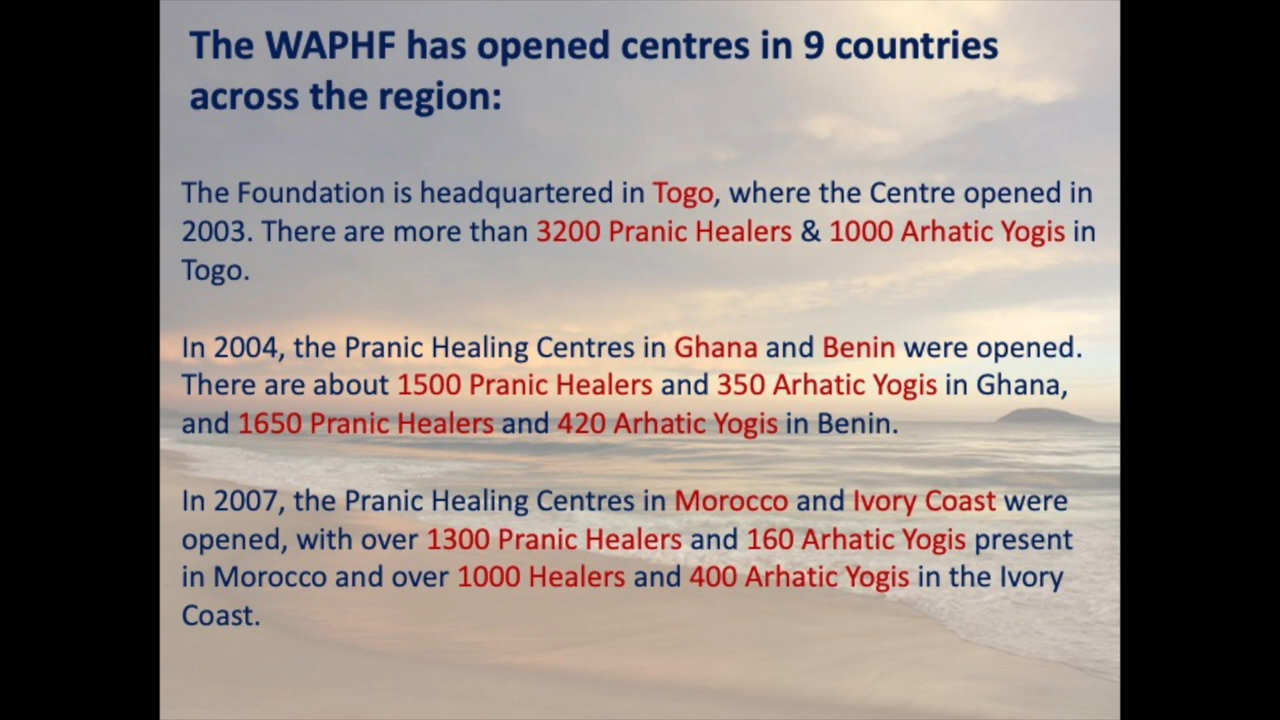 The WAPHF has opened centres in 9 countries
across the region:
The Foundation is headquartered in Togo, where the Centre opened in
2003. There are more than 3200 Pranic Healers & 1000 Arhatic Yogis in
Togo.
In 2004, the Pranic Healing Centres in Ghana and Benin were opened.
There are about 1500 Pranic Healers and 350 Arhatic Yogis in Ghana,
and 1650 Pranic Healers and 420 Arhatic Yogis in Benin.
In 2007, the Pranic Healing Centres in Morocco and Ivory Coast were
opened, with over 1300 Pranic Healers and 160 Arhatic Yogis present
in Morocco and over 1000 Healers and 400 Arhatic Yogis in the Ivory
Coast.